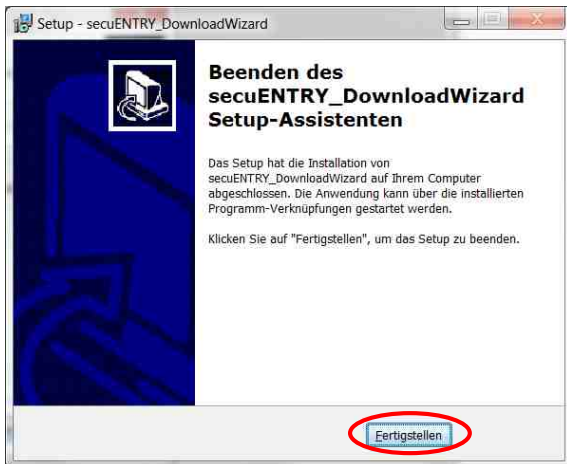 Setup - secuENTRY_DownloadWizard
Beenden des
secuENTRY_DownloadWizard
Setup-Assistenten
Das Setup hat die Installation von
secuENTRY_DownloadWizard auf Ihrem Computer
abgeschlossen. Die Anwendung kann über die installierten
Programm-Verknüpfungen gestartet werden.
Klicken Sie auf "Fertigstellen", um das Setup zu beenden.
Fertigstellen